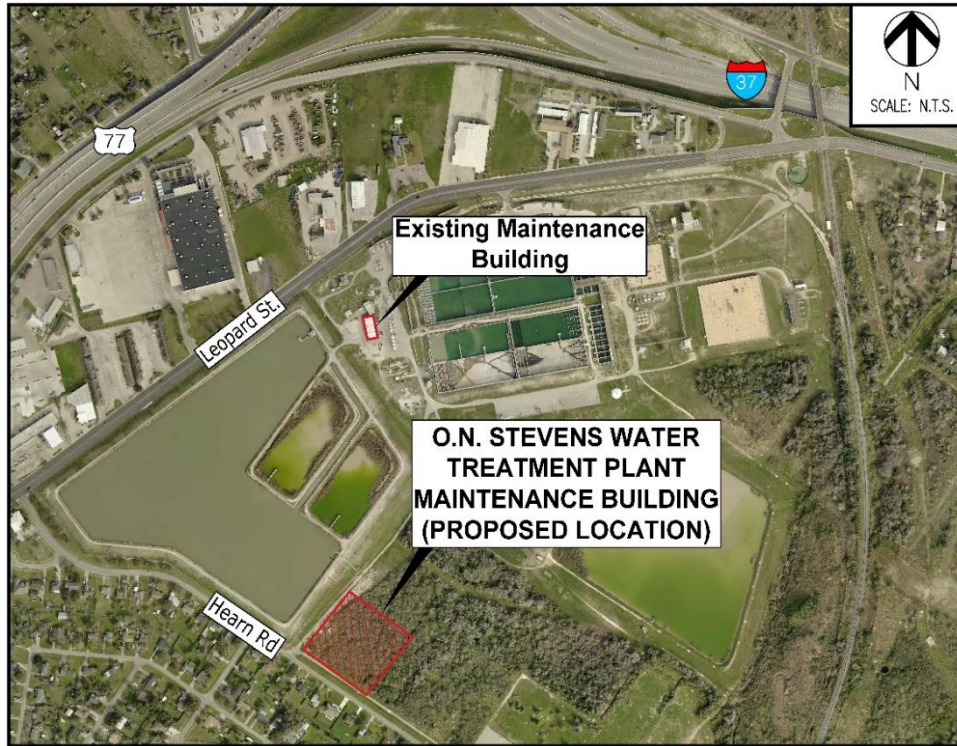 N
SCALE: N.T.S.
37
77
Existing Maintenance
Building
Leopard St.
O.N. STEVENS WATER
TREATMENT PLANT
MAINTENANCE BUILDING
(PROPOSED LOCATION)
Hearn Rd